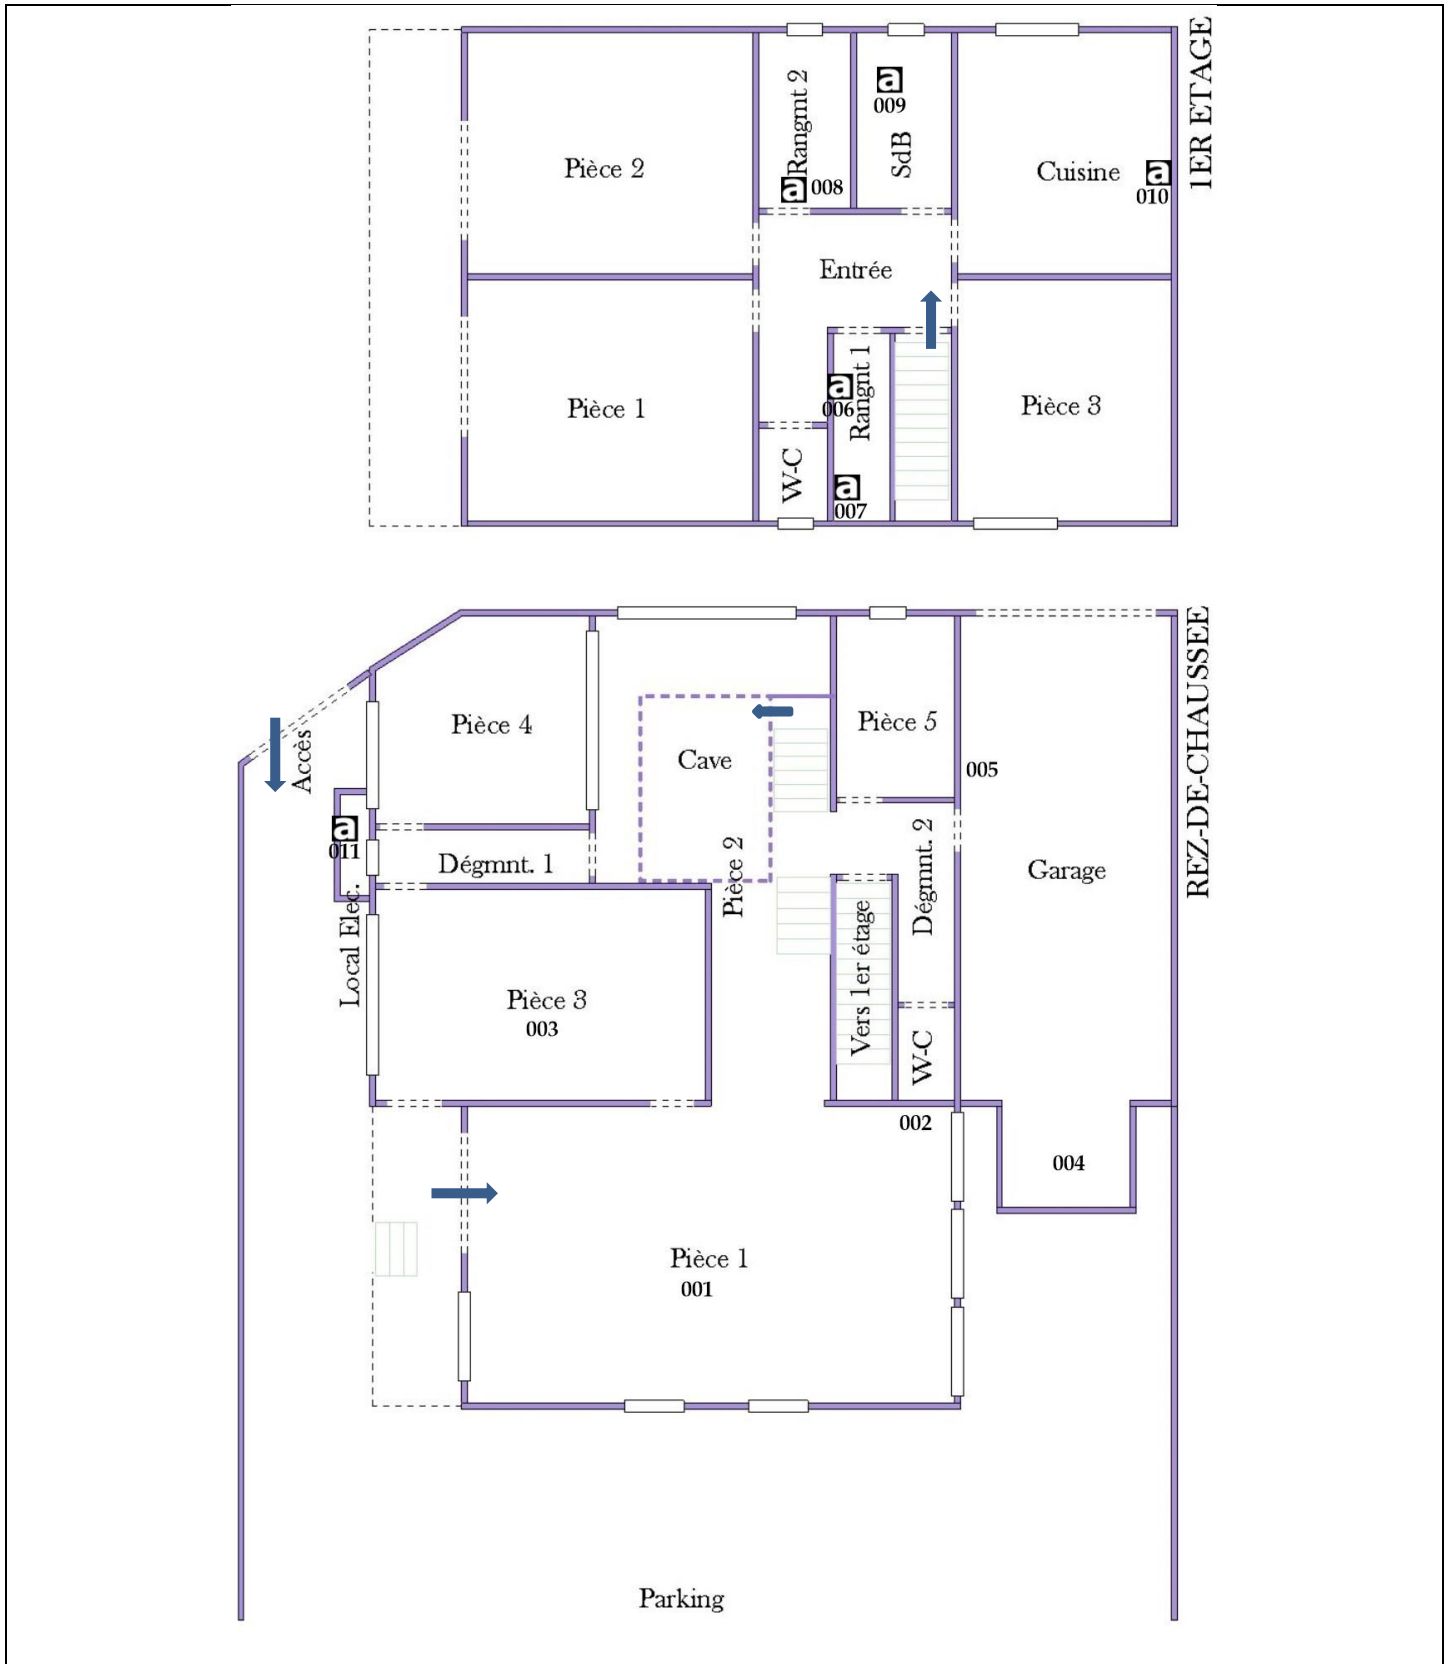 1ER ETAGE
Rangmt 2
a
009
SdB
Pièce 2
Cuisine
a
010
a 008
Entrée
Rangnt 1
a
006
Pièce 1
Pièce 3
W-C
a
007
REZ-DE-CHAUSSEE
Pièce 4
Pièce 5
Accès
Cave
005
a
011
Dégmnt. 1
Pièce 2
Dégmnt. 2
Garage
Local Elec.
Vers 1er étage
Pièce 3
003
W-C
002
004
Pièce 1
001
Parking